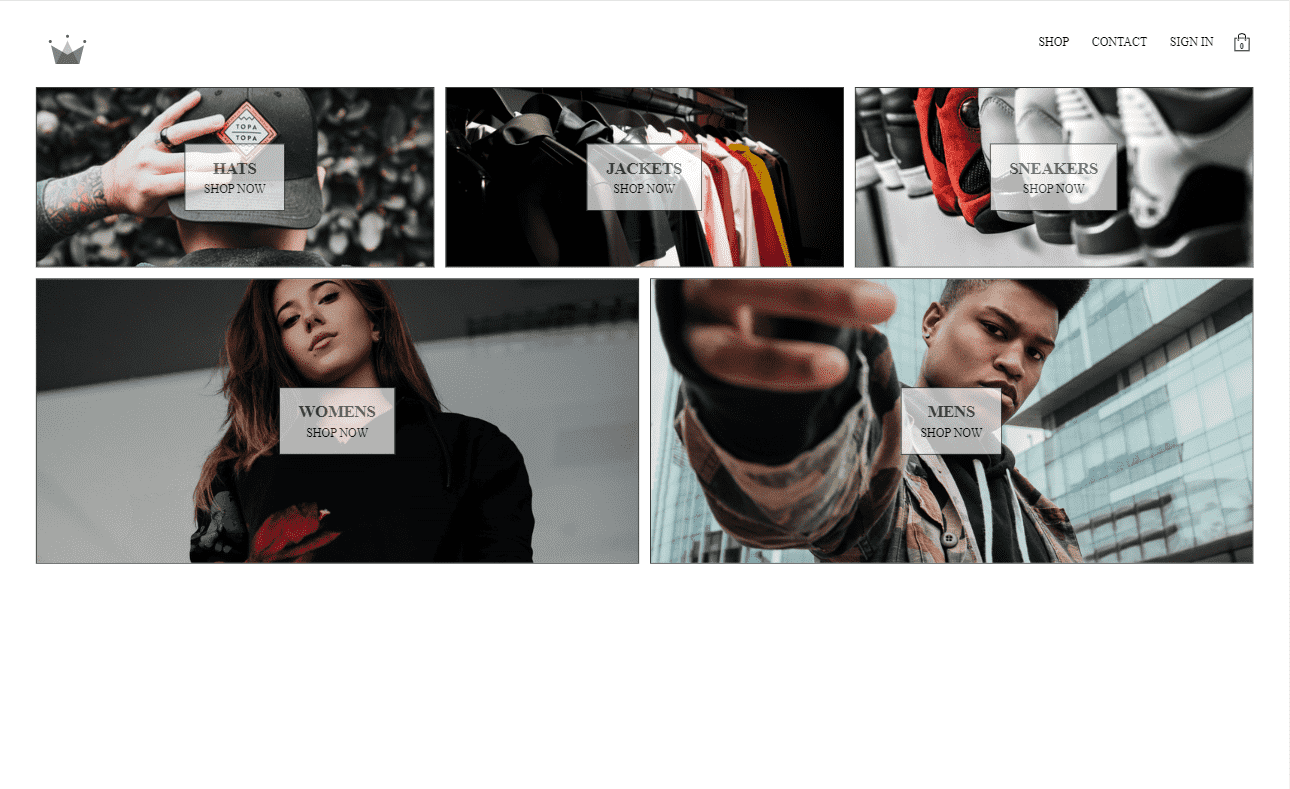 SHOP CONTACT SIGN IN
0
TOPA
TOPA
HATS
SHOP NOW
JACKETS
SHOP NOW
SNEAKERS
SHOP NOW
WOMENS
SHOP NOW
MENS
SHOP NOW